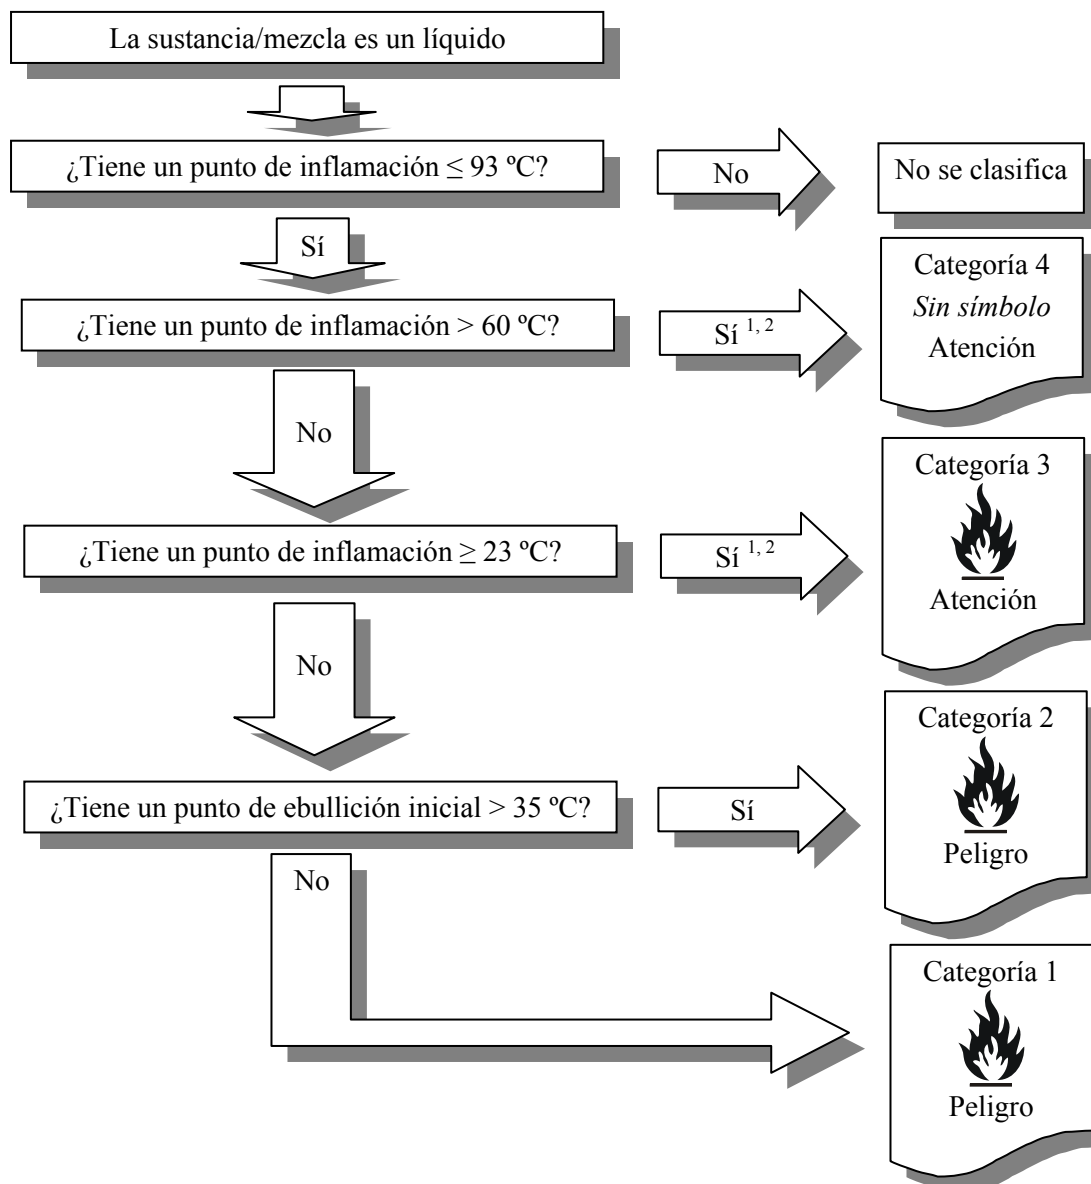 La sustancia/mezcla es un líquido
¿Tiene un punto de inflamación ≤ 93 ºC?
No
No se clasifica
Sí
¿Tiene un punto de inflamación > 60 ºC?
Sí 1, 2
Categoría 4
Sin símbolo
Atención
No
¿Tiene un punto de inflamación ≥ 23 ºC?
Sí 1, 2
Categoría 3
Atención
No
¿Tiene un punto de ebullición inicial > 35 ºC?
Sí
Categoría 2
Peligro
No
Categoría 1
Peligro